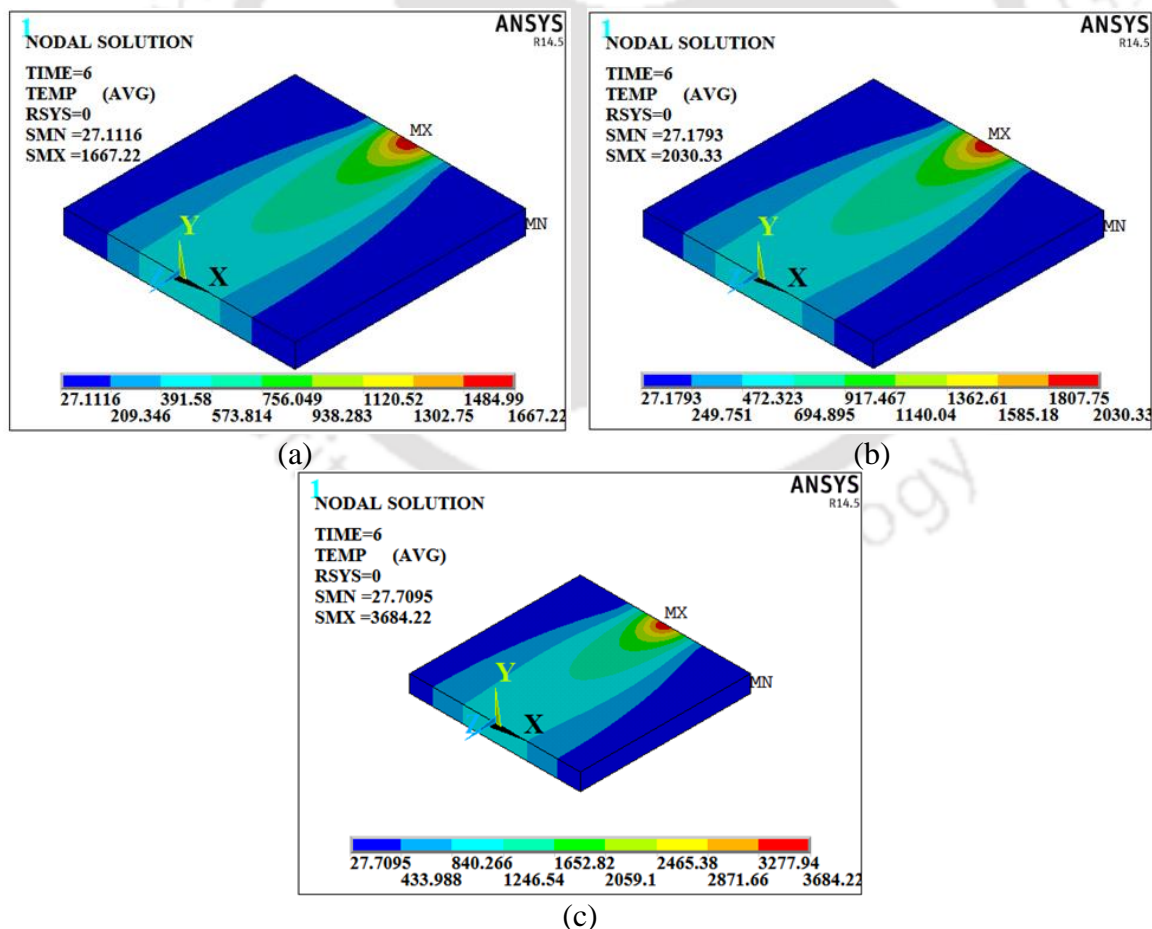 1
NODAL SOLUTION
TIME=6
TEMP (AVG)
RSYS=0
SMN =27.1116
SMX =1667.22
ANSYS
R14.5
MX
MN
Y
X
Z
27.1116 391.58 756.049 1120.52 1484.99
209.346 573.814 938.283 1302.75 1667.22
(a)
1
NODAL SOLUTION
TIME=6
TEMP (AVG)
RSYS=0
SMN =27.1793
SMX =2030.33
ANSYS
R14.5
MX
MN
Y
X
Z
27.1793 472.323 917.467 1362.61 1807.75
249.751 694.895 1140.04 1585.18 2030.33
(b)
1
NODAL SOLUTION
TIME=6
TEMP (AVG)
RSYS=0
SMN =27.7095
SMX =3684.22
ANSYS
R14.5
MX
MN
Y
X
Z
27.7095 840.266 1652.82 2465.38 3277.94
433.988 1246.54 2059.1 2871.66 3684.22
(c)
ogy